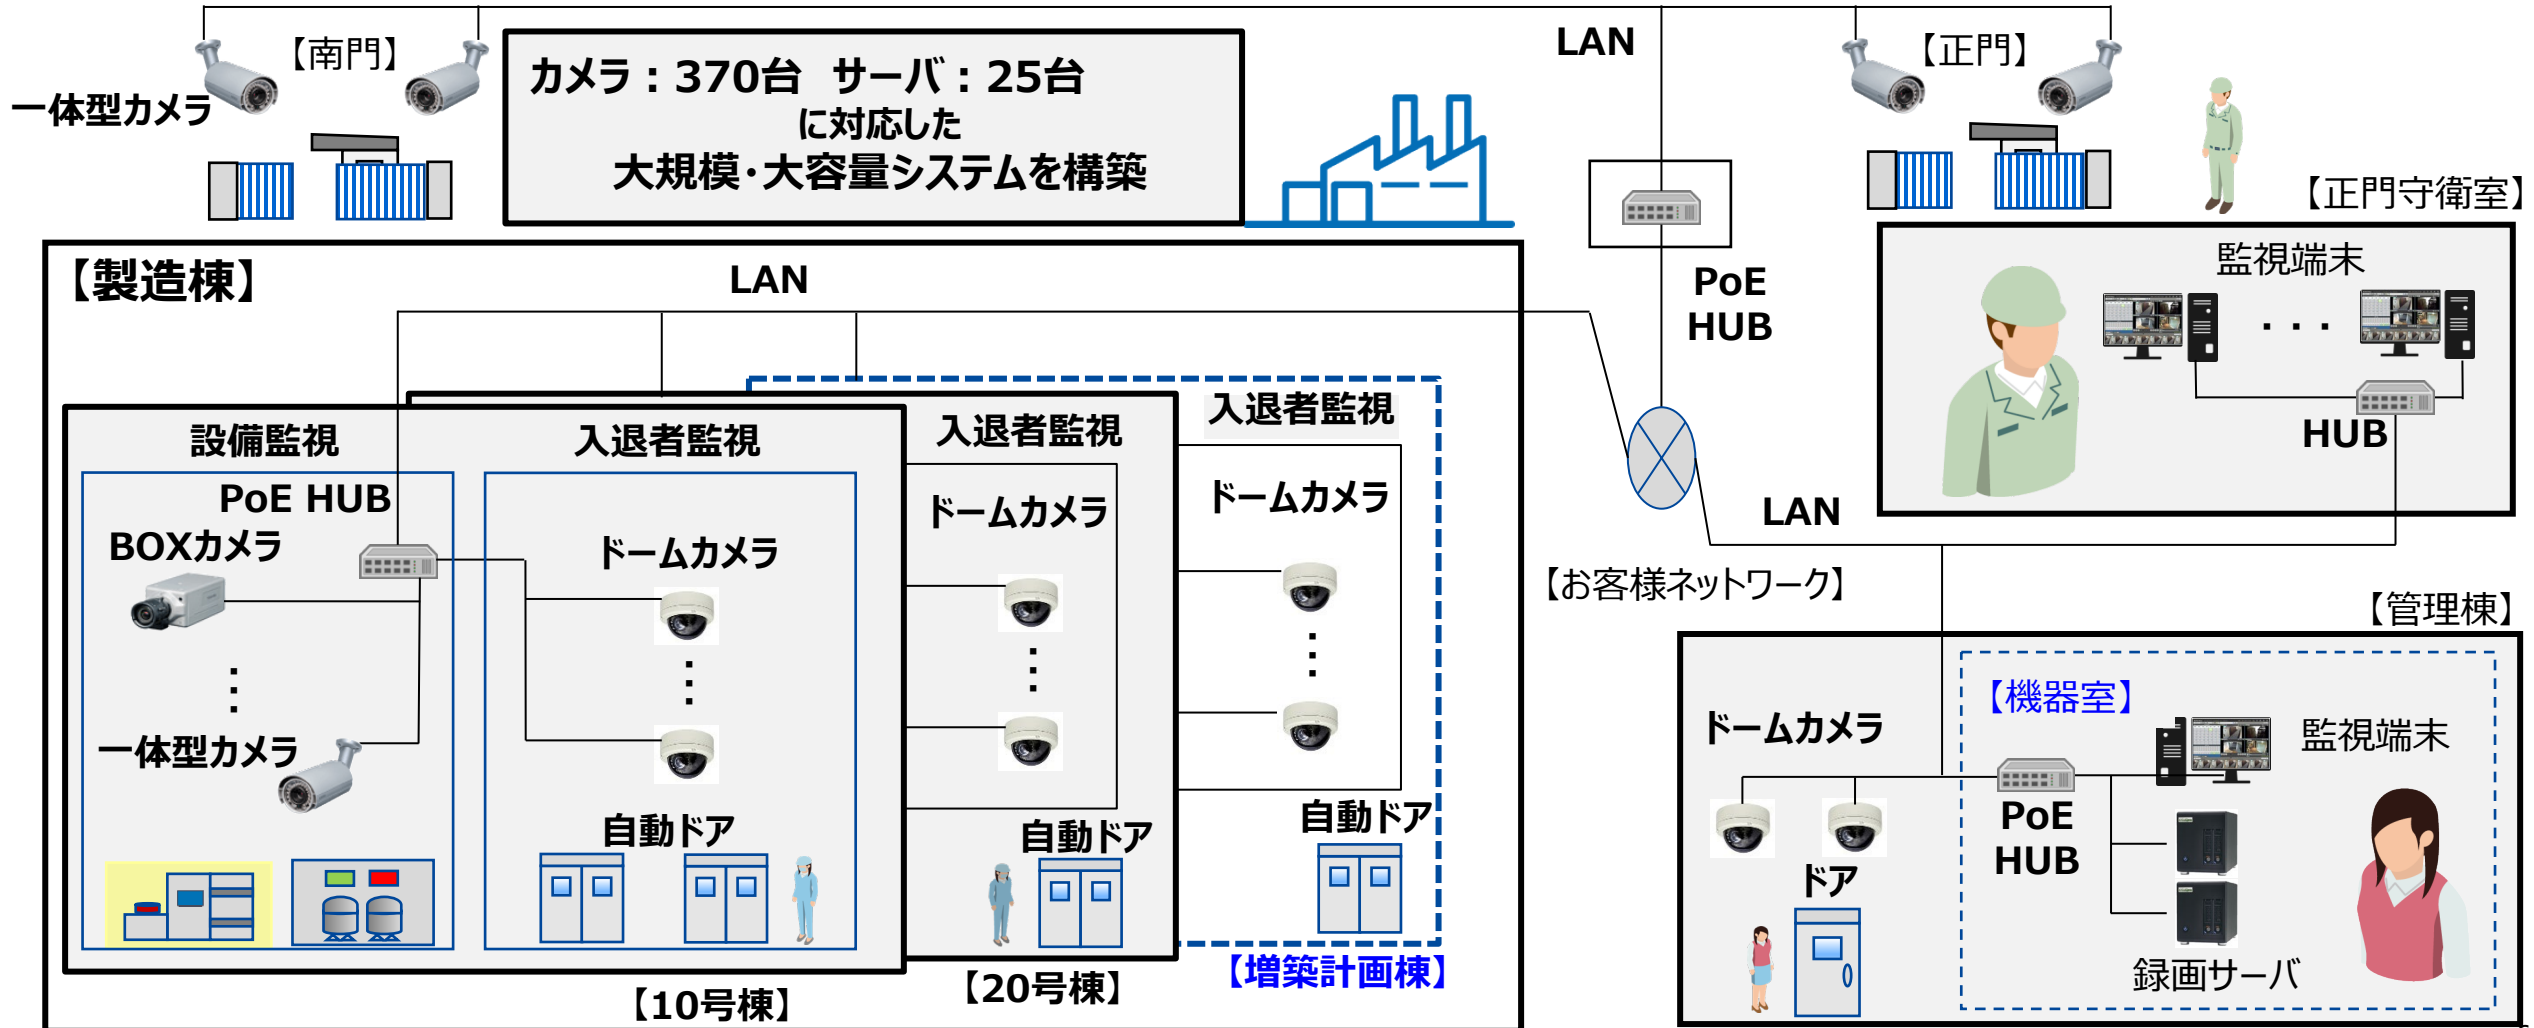 【南門】
一体型カメラ
カメラ：370台 サーバ：25台
に対応した
大規模・大容量システムを構築
LAN
【正門】
PoE
HUB
【正門守衛室】
監視端末
・・・
HUB
【製造棟】
LAN
設備監視
PoE HUB
BOXカメラ
一体型カメラ
入退者監視
ドームカメラ
自動ドア
【10号棟】
入退者監視
ドームカメラ
自動ドア
【20号棟】
入退者監視
ドームカメラ
自動ドア
【増築計画棟】
LAN
【お客様ネットワーク】
【管理棟】
ドームカメラ
ドア
【機器室】
監視端末
PoE
HUB
録画サーバ